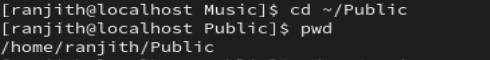 [ranjith@localhost Music]$ cd ~/Public
[ranjith@localhost Public]$ pwd
/home/ranjith/Public